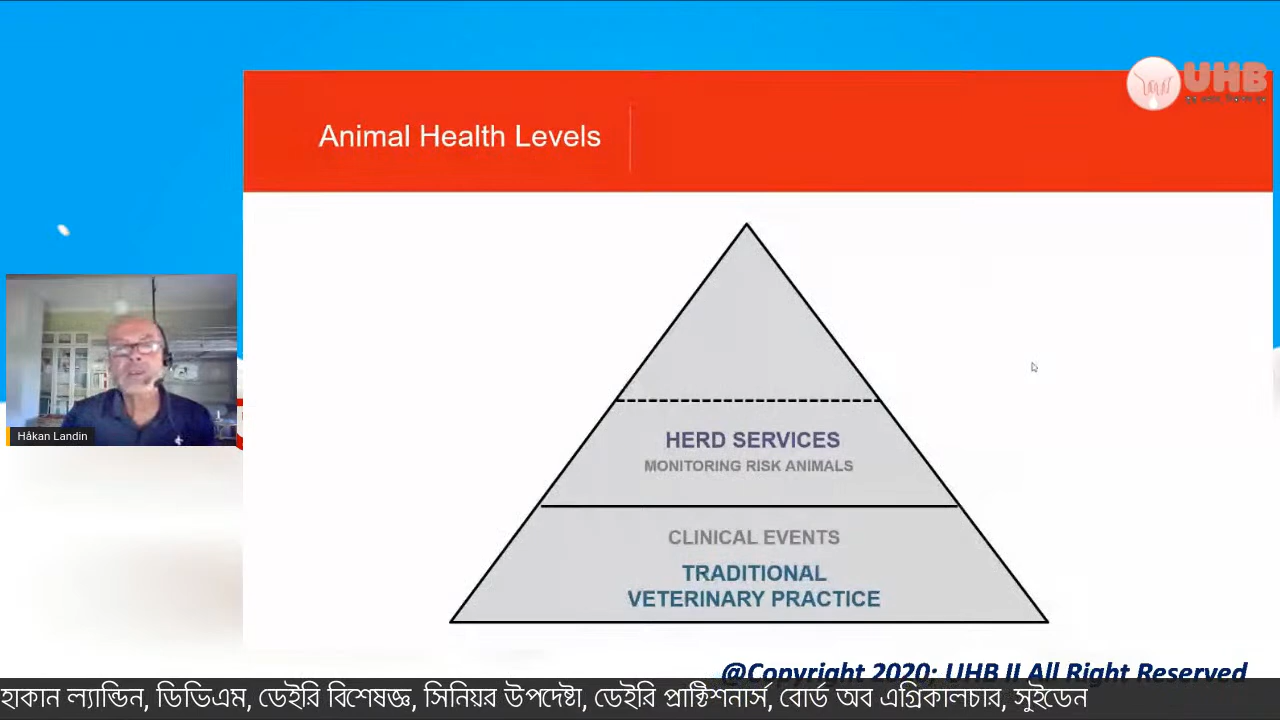 UHB
Animal Health Levels
HERD SERVICES
MONITORING RISK ANIMALS
CLINICAL EVENTS
TRADITIONAL
VETERINARY PRACTICE
Håkan Landin
@Copyright 2020; UHB II All Right Reserved
হাকান ল্যান্ডিন, ডিভিএম, ডেইরি বিশেষজ্ঞ, সিনিয়র উপদেষ্টা, ডেইরি প্রাক্টিশনার্স, বোর্ড অব এগ্রিকালচার, সুইডেন